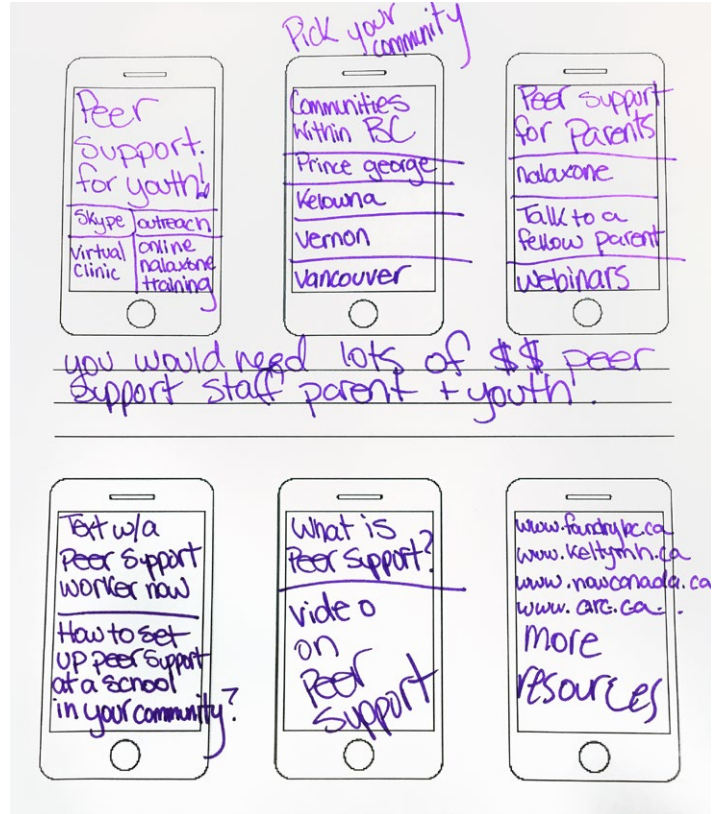 Pick your
community
Peer
Support.
for youth!
Skype
outreach
Virtual
Clinic
online
nalaxone
training
Communities
Within BC
Prince george
Kelowna
Vernon
Vancouver
Peer Support
for Parents
nalaxone
Talk to a
fellow parent
webinars
you would need lots of $$ peer
Support staff parent + youth.
Text w/a
Peer Support
worker now
How to set
up peer support
at a school
in your community?
What is
Peer Support?
video
on
Peer
Support
www.foundrybc.ca
www.keltymh.ca
www.nowcanada.ca
www.arc.ca...
more
resources